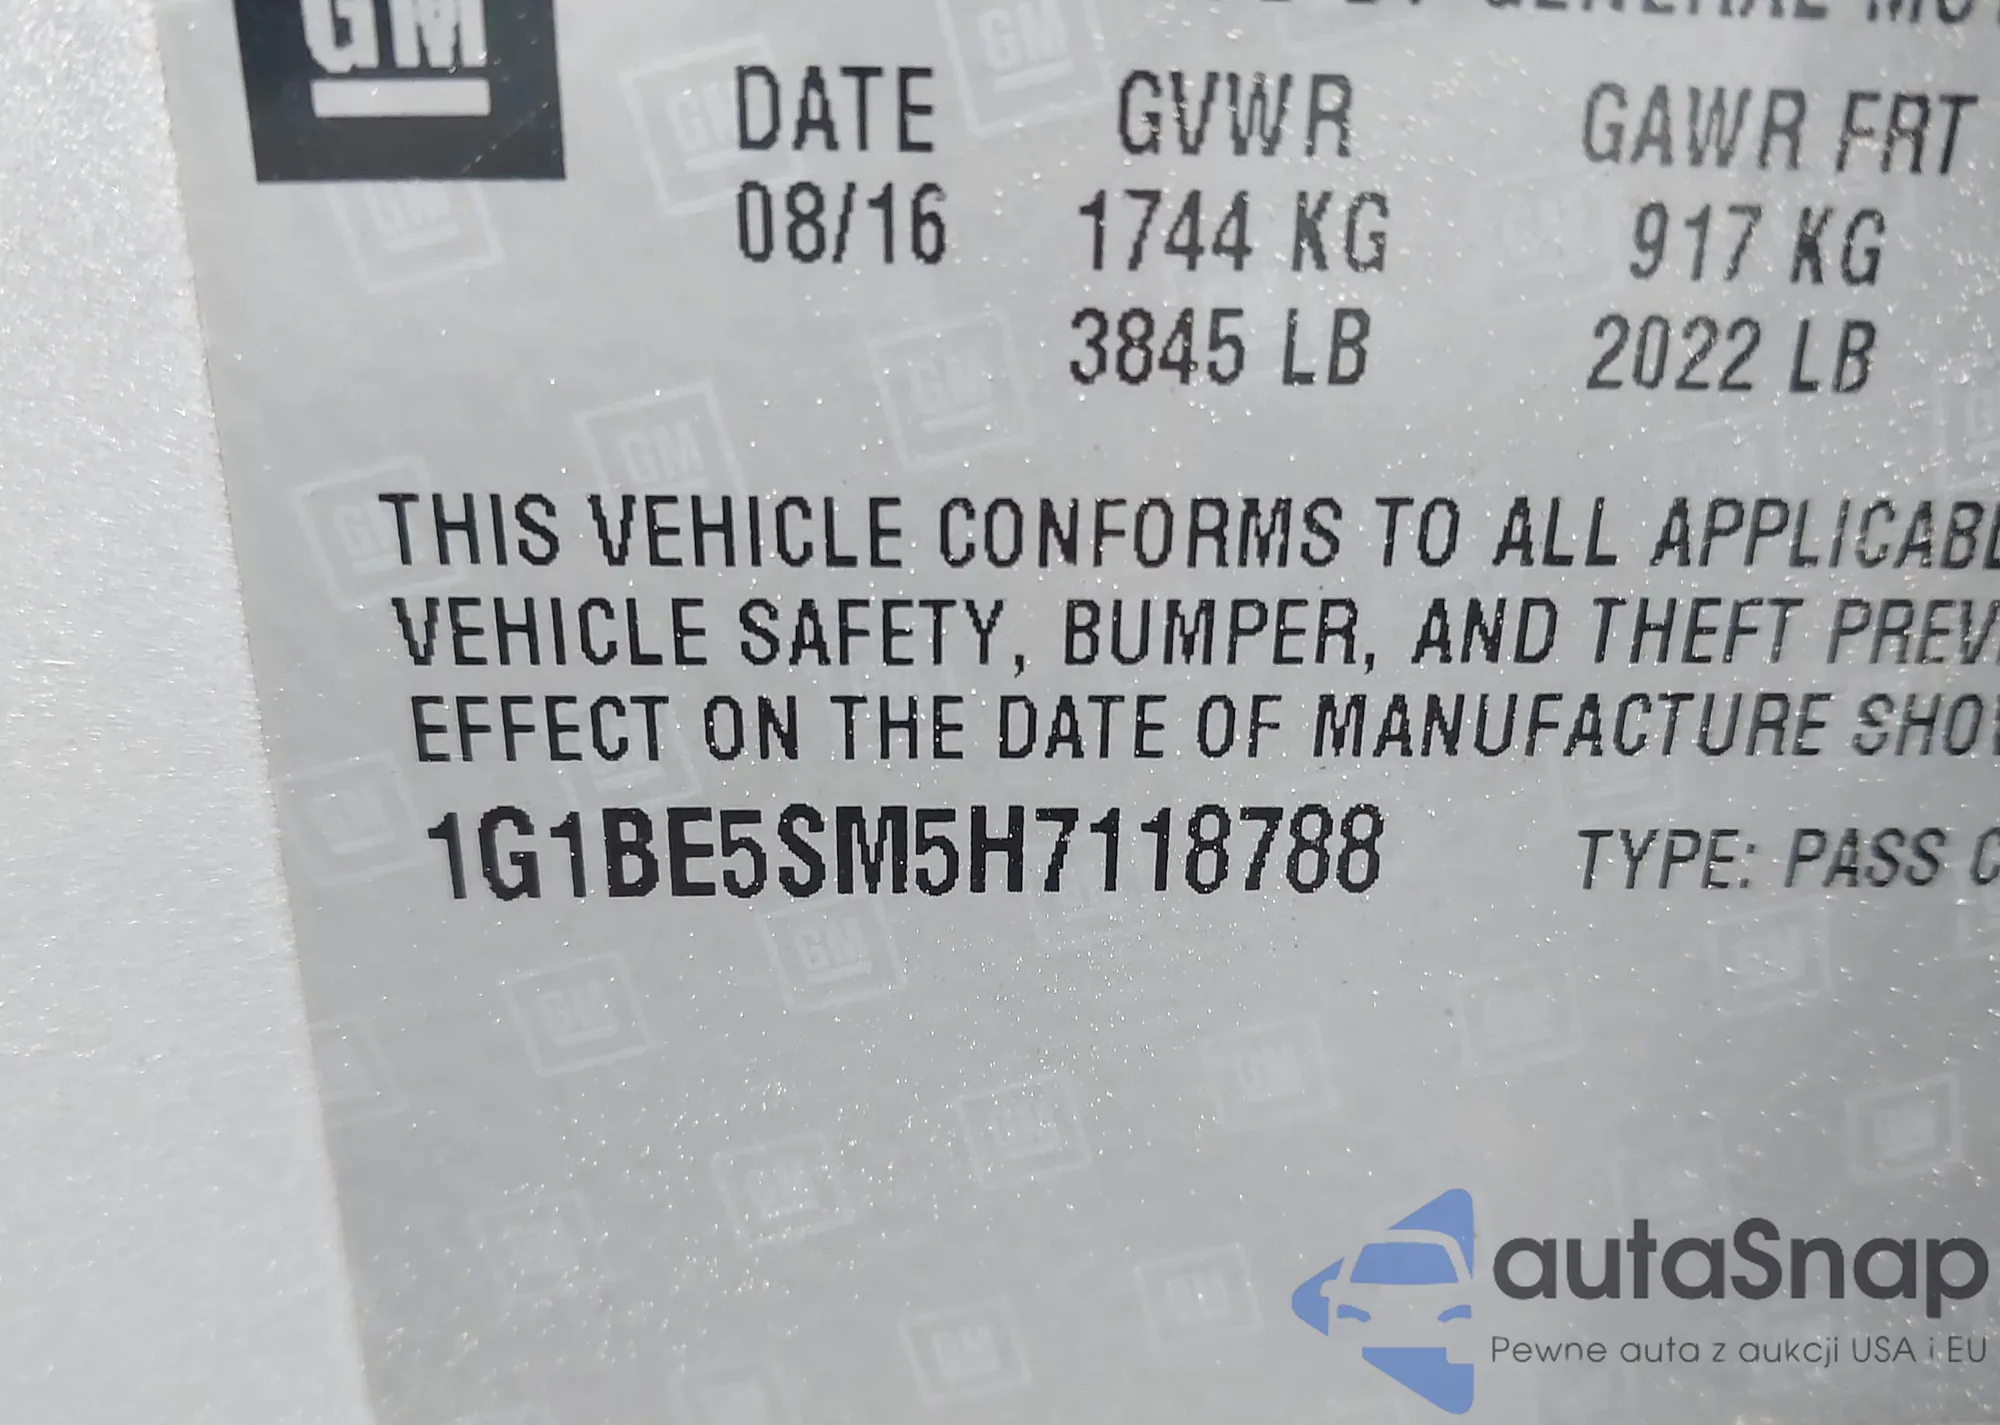 GM
DATE GVWR GAWR FRT
08/16 1744 KG 917 KG
3845 LB 2022 LB
THIS VEHICLE CONFORMS TO ALL APPLICABL
VEHICLE SAFETY, BUMPER, AND THEFT PREV
EFFECT ON THE DATE OF MANUFACTURE SHO
1G1BE5SM5H7118788 TYPE: PASS C
autaSnap
Pewne auta z aukcji USA i EU